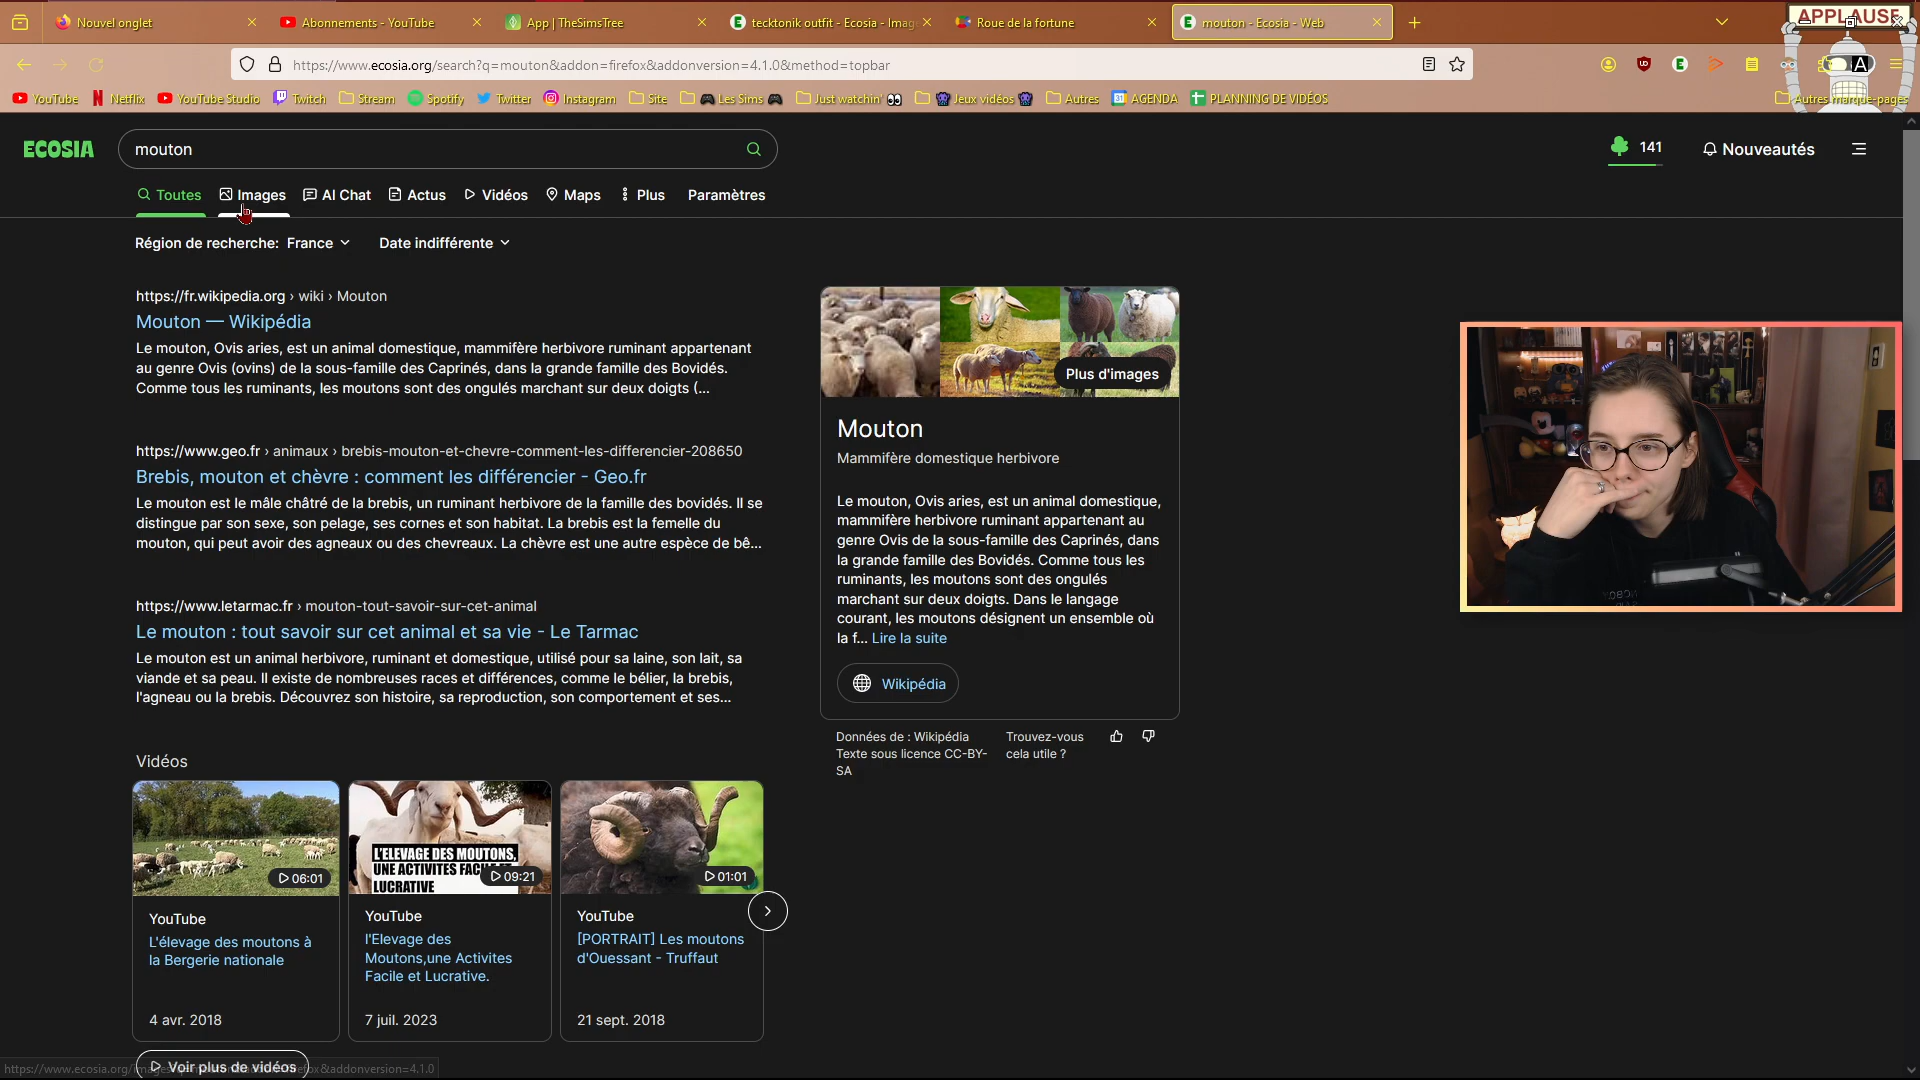 Nouvel onglet
Abonnements - YouTube
App | TheSimsTree
tecktonik outfit - Ecosia - Imag
Roue de la fortune
mouton - Ecosia - Web
APPLAUSE
https://www.ecosia.org/search?q=mouton&addon=firefox&addonversion=4.1.0&method=topbar
YouTube
Netflix
YouTube Studio
Twitch
Stream
Spotify
Twitter
Instagram
Site
Les Sims
Just watchin'
Jeux vidéos
Autres
AGENDA
PLANNING DE VIDÉOS
Autres marque-pages
ECOSIA
mouton
141
Nouveautés
Toutes
Images
AI Chat
Actus
Vidéos
Maps
Plus
Paramètres
Région de recherche: France
Date indifférente
https://fr.wikipedia.org › wiki › Mouton
Mouton — Wikipédia
Le mouton, Ovis aries, est un animal domestique, mammifère herbivore ruminant appartenant
au genre Ovis (ovins) de la sous-famille des Caprinés, dans la grande famille des Bovidés.
Comme tous les ruminants, les moutons sont des ongulés marchant sur deux doigts (...
https://www.geo.fr › animaux › brebis-mouton-et-chevre-comment-les-differencier-208650
Brebis, mouton et chèvre : comment les différencier - Geo.fr
Le mouton est le mâle châtré de la brebis, un ruminant herbivore de la famille des bovidés. Il se
distingue par son sexe, son pelage, ses cornes et son habitat. La brebis est la femelle du
mouton, qui peut avoir des agneaux ou des chevreaux. La chèvre est une autre espèce de bê...
https://www.letarmac.fr › mouton-tout-savoir-sur-cet-animal
Le mouton : tout savoir sur cet animal et sa vie - Le Tarmac
Le mouton est un animal herbivore, ruminant et domestique, utilisé pour sa laine, son lait, sa
viande et sa peau. Il existe de nombreuses races et différences, comme le bélier, la brebis,
l'agneau ou la brebis. Découvrez son histoire, sa reproduction, son comportement et ses...
Vidéos
06:01
YouTube
L'élevage des moutons à
la Bergerie nationale
4 avr. 2018
L'ELEVAGE DES MOUTONS,
UNE ACTIVITES
LUCRATIVE
09:21
YouTube
l'Elevage des
Moutons,une Activites
Facile et Lucrative.
7 juil. 2023
01:01
YouTube
[PORTRAIT] Les moutons
d'Ouessant - Truffaut
21 sept. 2018
Voir plus de vidéos
Plus d'images
Mouton
Mammifère domestique herbivore
Le mouton, Ovis aries, est un animal domestique,
mammifère herbivore ruminant appartenant au
genre Ovis de la sous-famille des Caprinés, dans
la grande famille des Bovidés. Comme tous les
ruminants, les moutons sont des ongulés
marchant sur deux doigts. Dans le langage
courant, les moutons désignent un ensemble où
la f... Lire la suite
Wikipédia
Données de : Wikipédia
Texte sous licence CC-BY-
SA
Trouvez-vous
cela utile ?